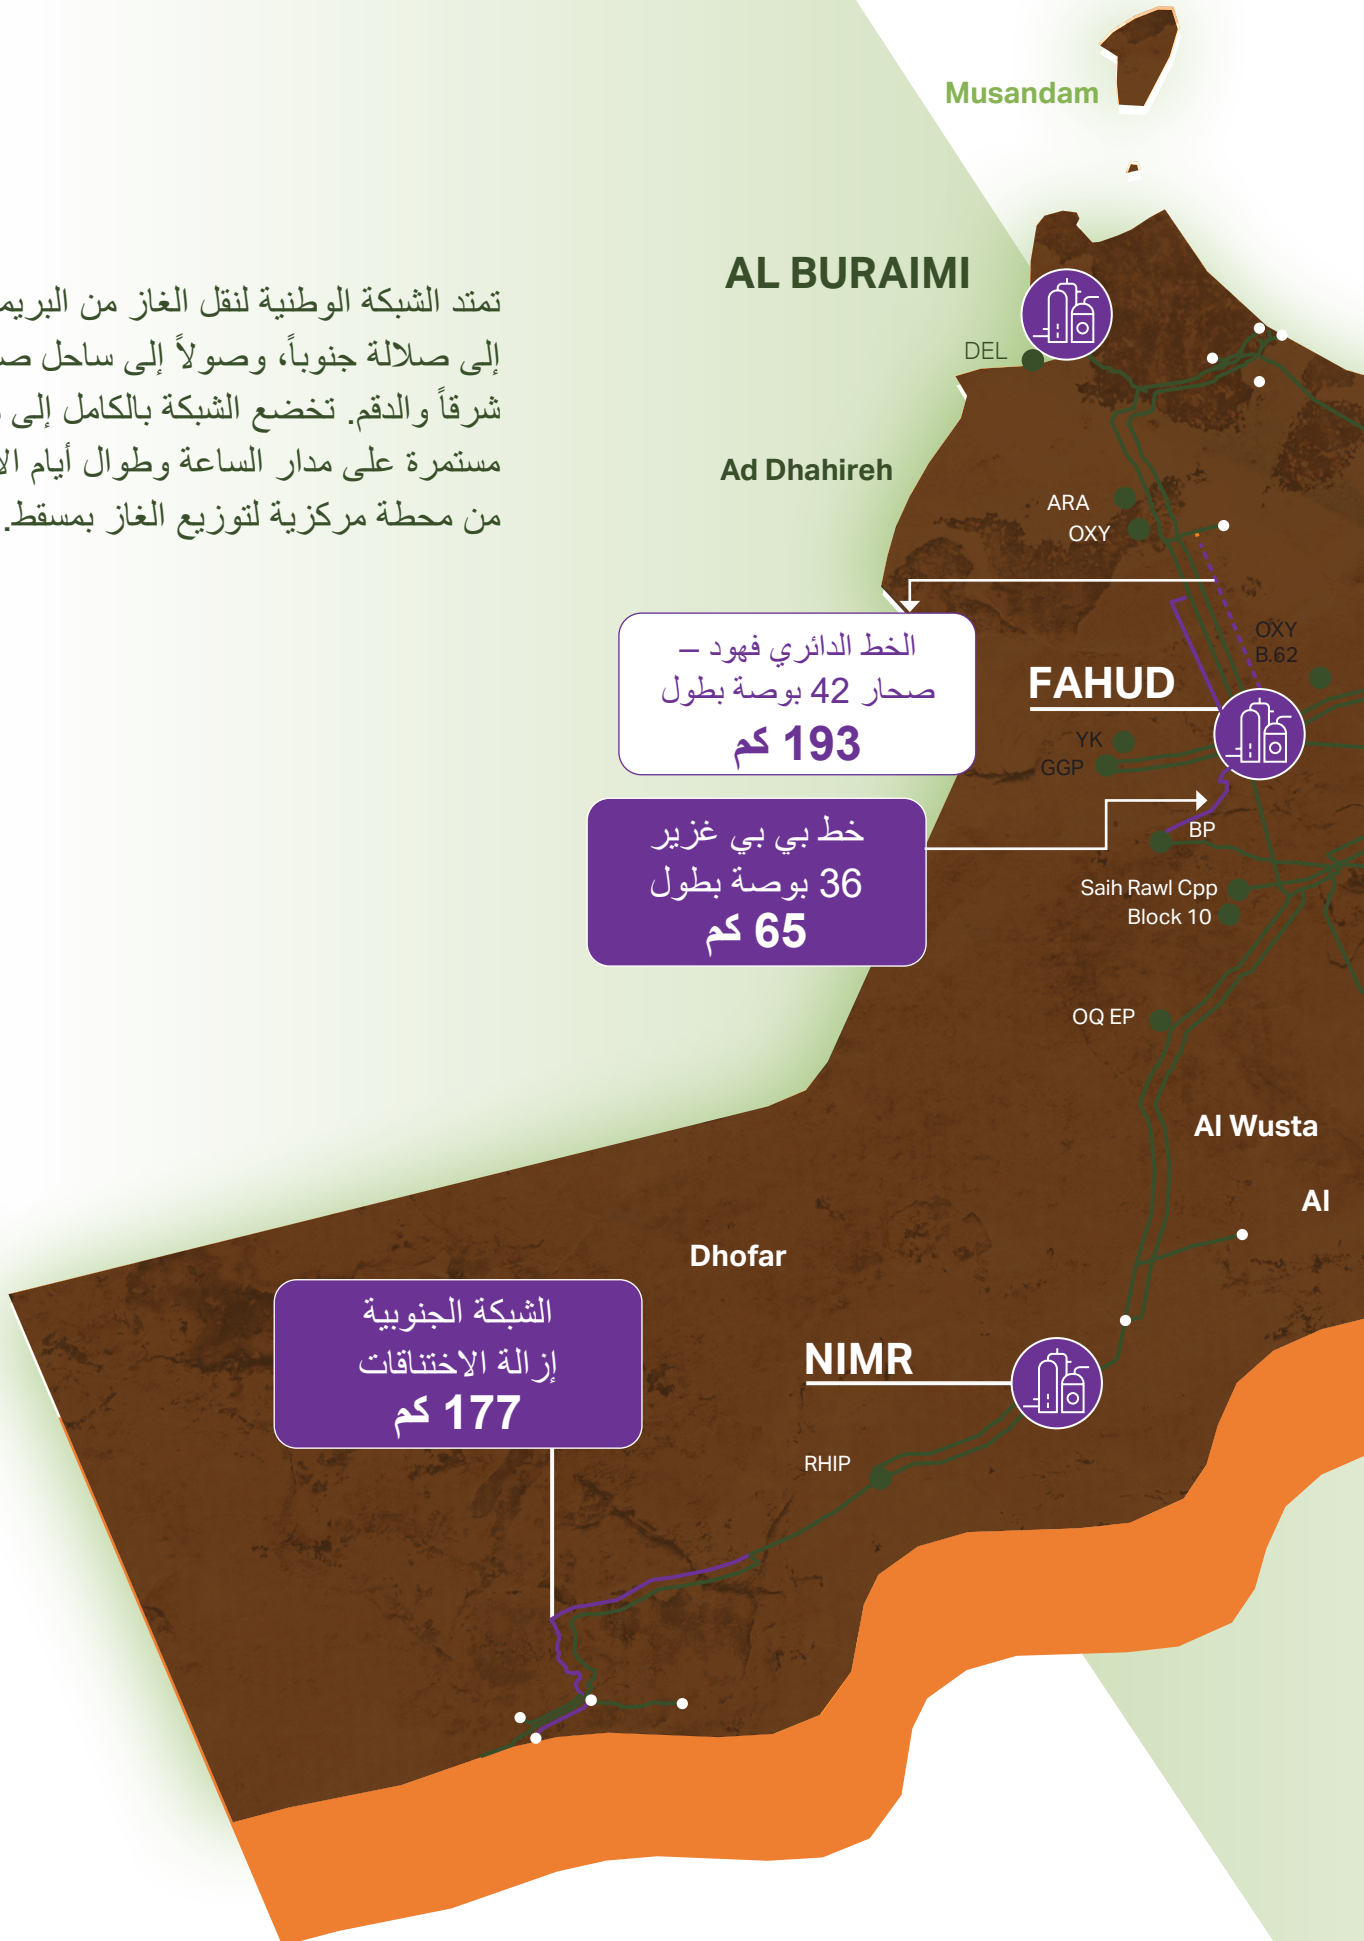 Musandam
AL BURAIMI
DEL
تمتد الشبكة الوطنية لنقل الغاز من
إلى صلالة جنوباً، وصولاً إلى ساحل
شرقاً والدقم. تخضع الشبكة بالكامل إلى
مستمرة على مدار الساعة وطوال أيام
من محطة مركزية لتوزيع الغاز بمسقط.
Ad Dhahireh
ARA
OXY
OXY
B.62
الخط الدائري فهود –
صحار 42 بوصة بطول
193 كم
FAHUD
YK
GGP
خط بي بي غزير
36 بوصة بطول
65 كم
BP
Saih Rawl Cpp
Block 10
OQ EP
Al Wusta
Al
Dhofar
الشبكة الجنوبية
إزالة الاختناقات
177 كم
NIMR
RHIP